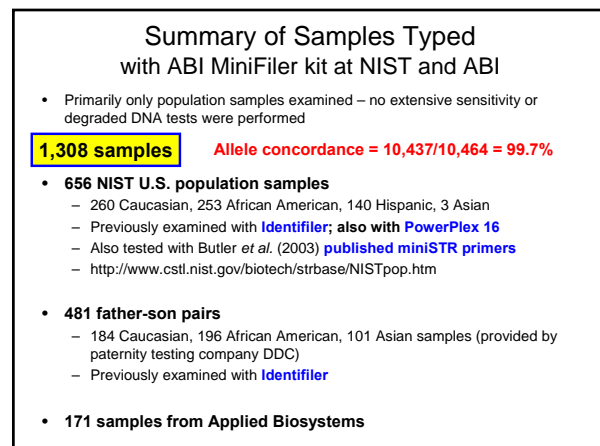 Summary of Samples Typed
with ABI MiniFiler kit at NIST and ABI
• Primarily only population samples examined – no extensive sensitivity or
degraded DNA tests were performed
1,308 samples Allele concordance = 10,437/10,464 = 99.7%
• 656 NIST U.S. population samples
– 260 Caucasian, 253 African American, 140 Hispanic, 3 Asian
– Previously examined with Identifiler; also with PowerPlex 16
– Also tested with Butler et al. (2003) published miniSTR primers
– http://www.cstl.nist.gov/biotech/strbase/NISTpop.htm
• 481 father-son pairs
– 184 Caucasian, 196 African American, 101 Asian samples (provided by
paternity testing company DDC)
– Previously examined with Identifiler
• 171 samples from Applied Biosystems